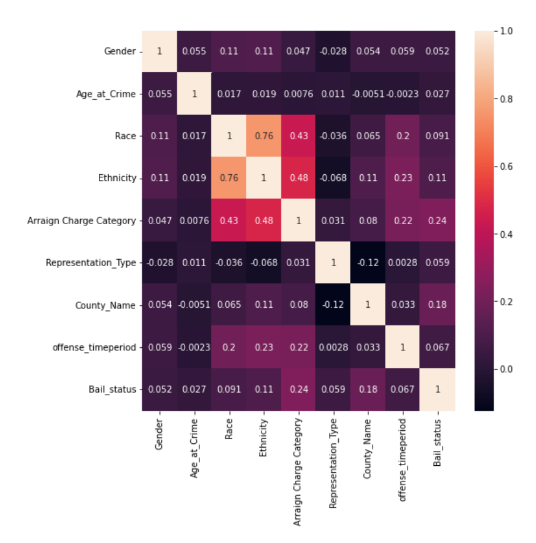 Gender 1 0.055 0.11 0.11 0.047 -0.028 0.054 0.059 0.052
Age_at_Crime 0.055 1 0.017 0.019 0.0076 0.011 -0.0051 -0.0023 0.027
Race 0.11 0.017 1 0.76 0.43 -0.036 0.065 0.2 0.091
Ethnicity 0.11 0.019 0.76 1 0.48 -0.068 0.11 0.23 0.11
Arraign Charge Category 0.047 0.0076 0.43 0.48 1 0.031 0.08 0.22 0.24
Representation_Type -0.028 0.011 -0.036 -0.068 0.031 1 -0.12 0.0028 0.059
County_Name 0.054 -0.0051 0.065 0.11 0.08 -0.12 1 0.033 0.18
offense_timeperiod 0.059 -0.0023 0.2 0.23 0.22 0.0028 0.033 1 0.067
Bail_status 0.052 0.027 0.091 0.11 0.24 0.059 0.18 0.067 1
Gender
Age_at_Crime
Race
Ethnicity
Arraign Charge Category
Representation_Type
County_Name
offense_timeperiod
Bail_status
1.0
0.8
0.6
0.4
0.2
0.0